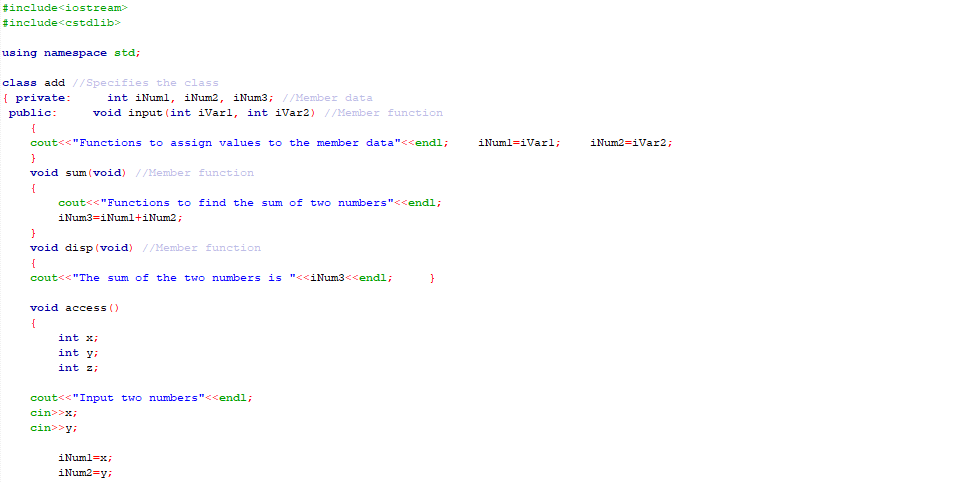 #include<iostream>
#include<cstdlib>
using namespace std;
class add //Specifies the class
{ private:     int iNum1, iNum2, iNum3; //Member data
 public:     void input(int iVar1, int iVar2) //Member function
    {
    cout<<"Functions to assign values to the member data"<<endl;    iNum1=iVar1;    iNum2=iVar2;
    }
    void sum(void) //Member function
    {
        cout<<"Functions to find the sum of two numbers"<<endl;
        iNum3=iNum1+iNum2;
    }
    void disp(void) //Member function
    {
    cout<<"The sum of the two numbers is "<<iNum3<<endl;     }
    void access()
    {
        int x;
        int y;
        int z;
    cout<<"Input two numbers"<<endl;
    cin>>x;
    cin>>y;
        iNum1=x;
        iNum2=y;